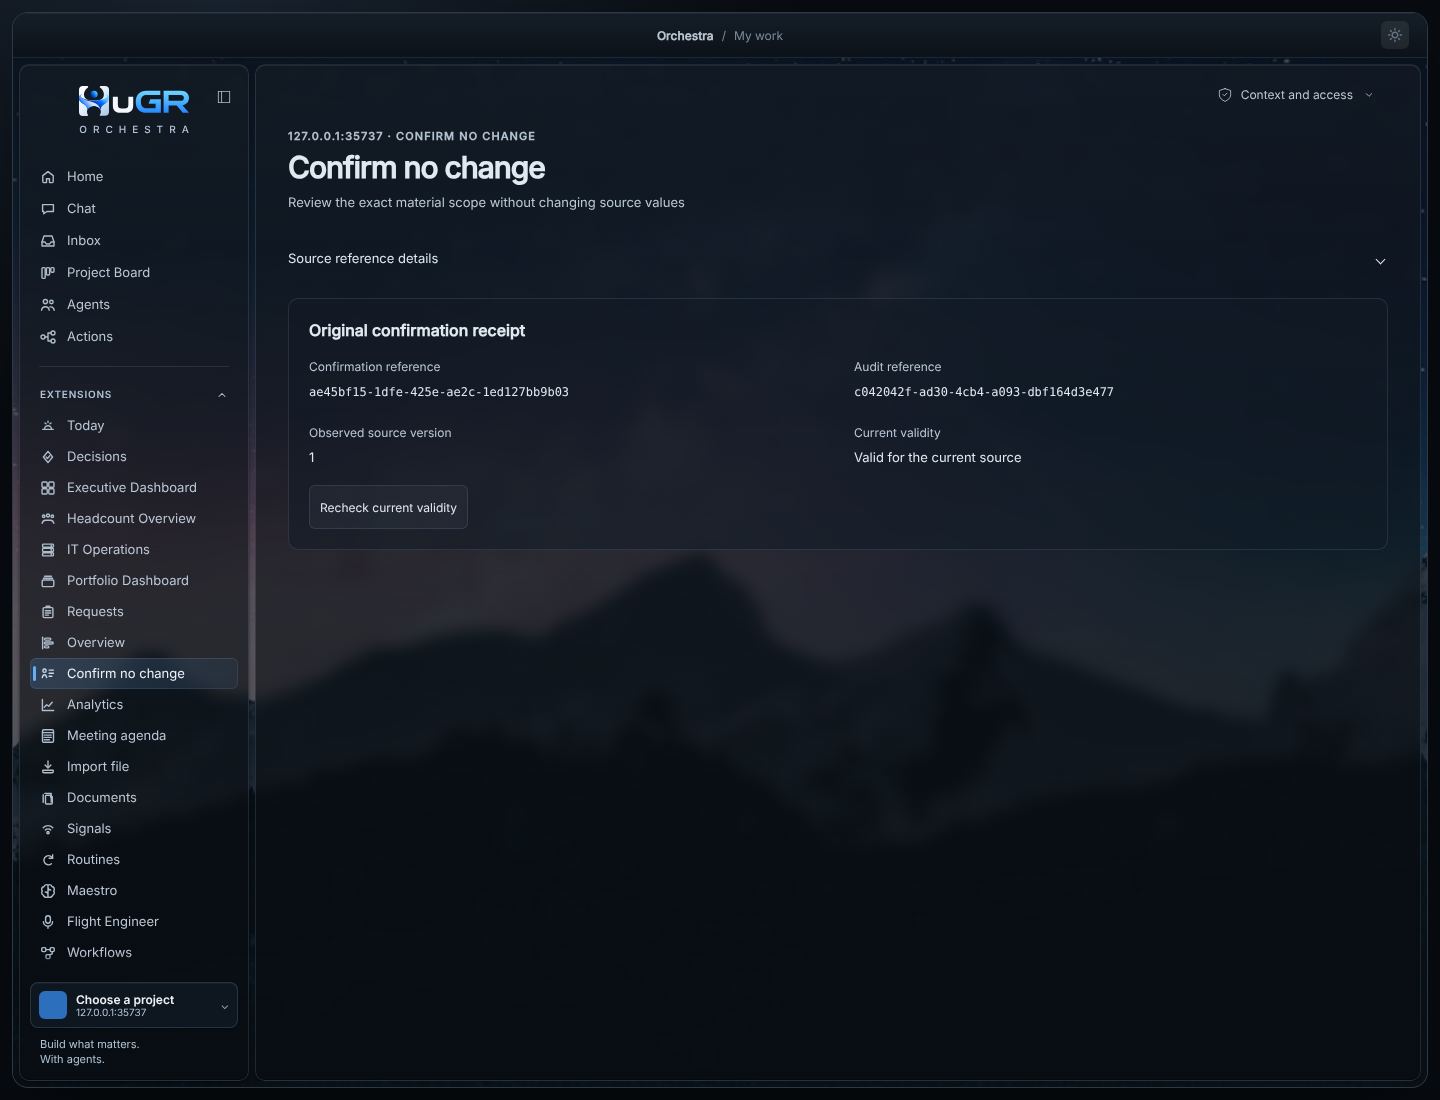 Orchestra / My work
HuGR
ORCHESTRA
Home
Chat
Inbox
Project Board
Agents
Actions
EXTENSIONS
Today
Decisions
Executive Dashboard
Headcount Overview
IT Operations
Portfolio Dashboard
Requests
Overview
Confirm no change
Analytics
Meeting agenda
Import file
Documents
Signals
Routines
Maestro
Flight Engineer
Workflows
Choose a project
127.0.0.1:35737
Build what matters.
With agents.
Context and access
127.0.0.1:35737 · CONFIRM NO CHANGE
Confirm no change
Review the exact material scope without changing source values
Source reference details
Original confirmation receipt
Confirmation reference
ae45bf15-1dfe-425e-ae2c-1ed127bb9b03
Audit reference
c042042f-ad30-4cb4-a093-dbf164d3e477
Observed source version
1
Current validity
Valid for the current source
Recheck current validity